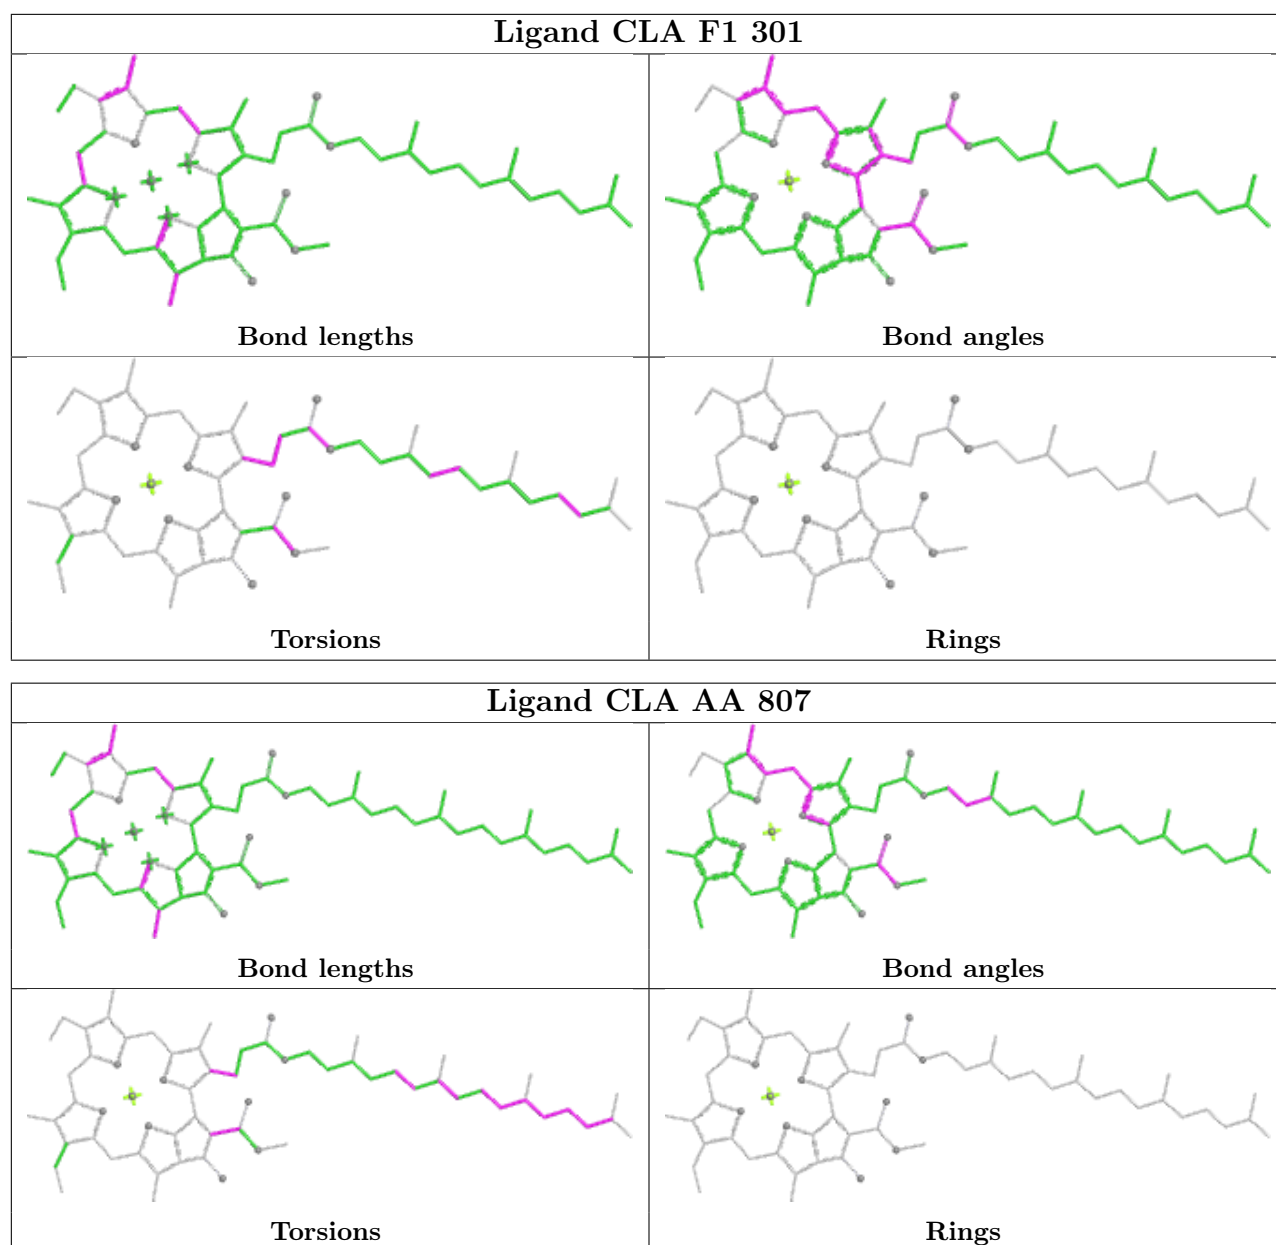 Ligand CLA F1 301
Bond lengths
Bond angles
Torsions
Rings
Ligand CLA AA 807
Bond lengths
Bond angles
Torsions
Rings